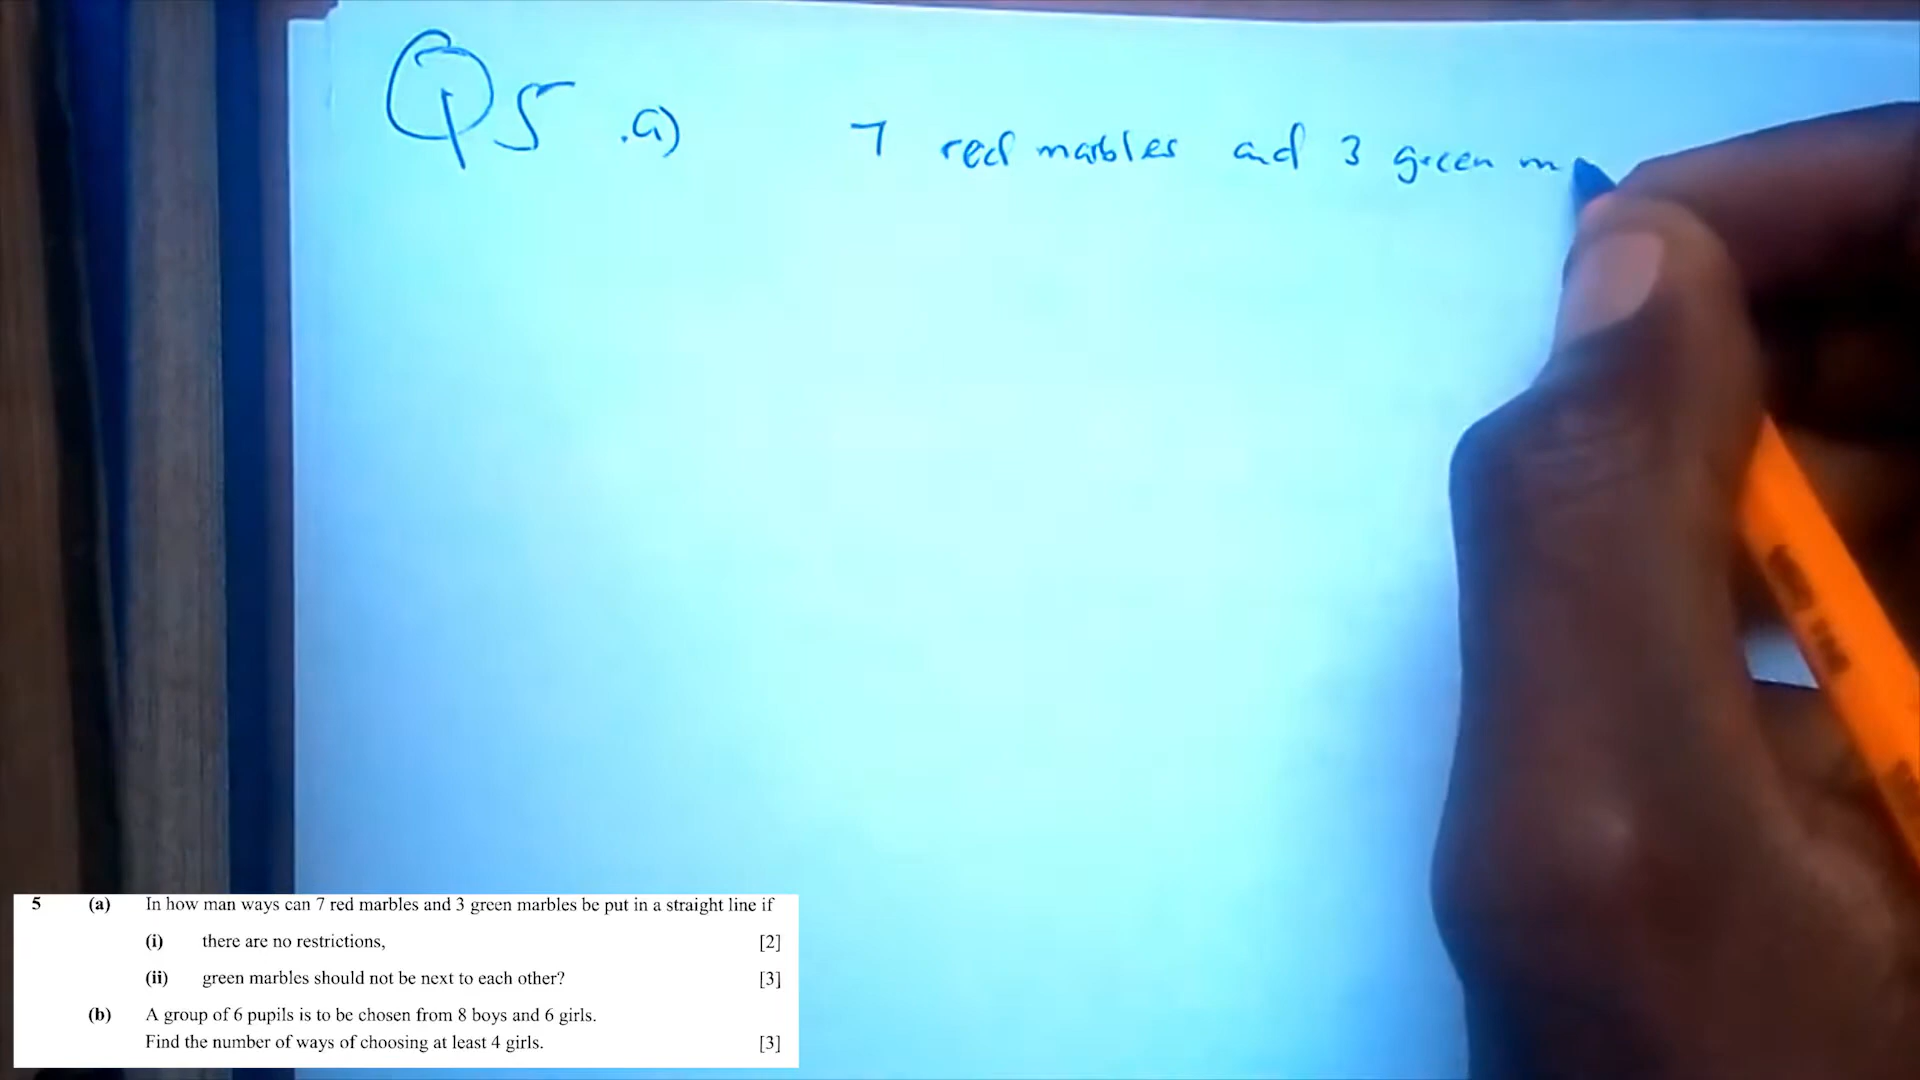 Q5 .a) 7 red marbles and 3 green m
5 (a) In how man ways can 7 red marbles and 3 green marbles be put in a straight line if
(i) there are no restrictions, [2]
(ii) green marbles should not be next to each other? [3]
(b) A group of 6 pupils is to be chosen from 8 boys and 6 girls.
Find the number of ways of choosing at least 4 girls. [3]